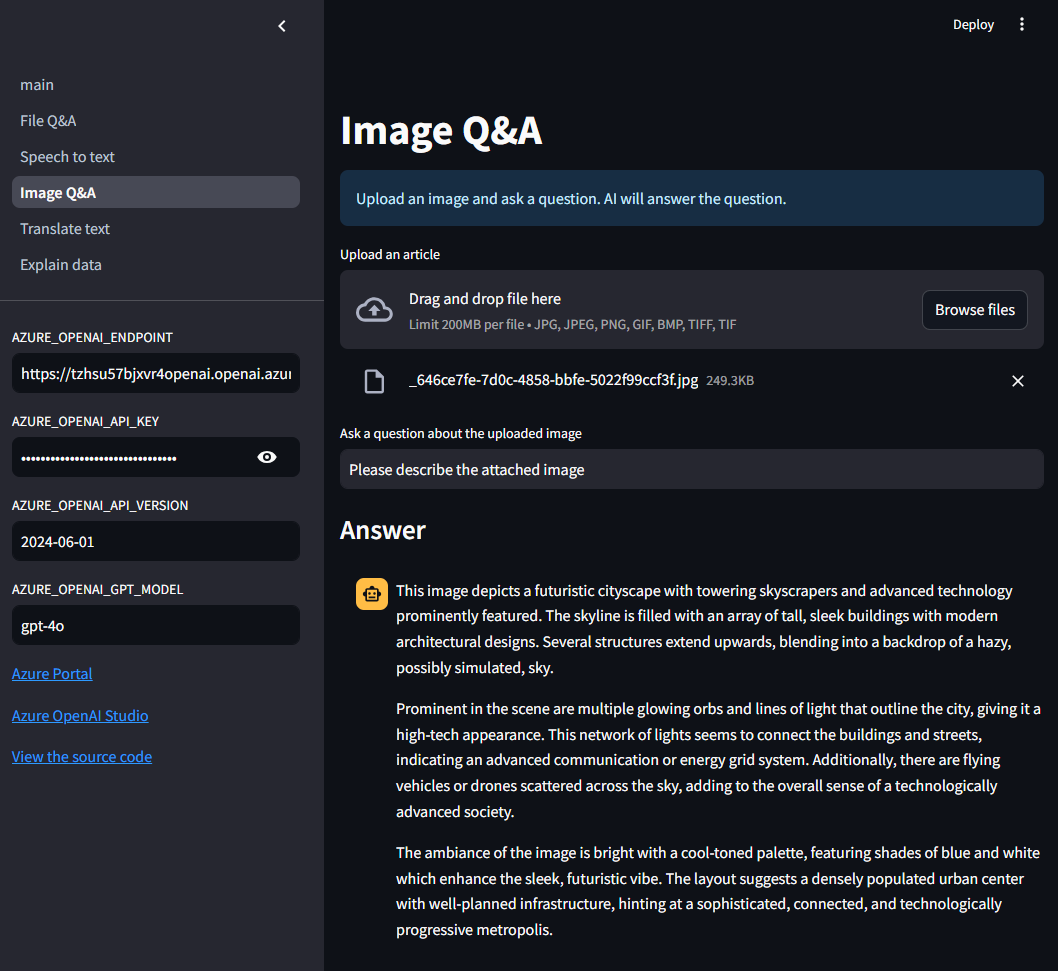 Deploy
main
File Q&A
Speech to text
Image Q&A
Translate text
Explain data
AZURE_OPENAI_ENDPOINT
https://tzhsu57bjxvr4openai.openai.azur
AZURE_OPENAI_API_KEY
••••••••••••••••••••••••••••••••
AZURE_OPENAI_API_VERSION
2024-06-01
AZURE_OPENAI_GPT_MODEL
gpt-4o
Azure Portal
Azure OpenAI Studio
View the source code
Image Q&A
Upload an image and ask a question. AI will answer the question.
Upload an article
Drag and drop file here
Limit 200MB per file • JPG, JPEG, PNG, GIF, BMP, TIFF, TIF
Browse files
_646ce7fe-7d0c-4858-bbfe-5022f99ccf3f.jpg 249.3KB
Ask a question about the uploaded image
Please describe the attached image
Answer
This image depicts a futuristic cityscape with towering skyscrapers and advanced technology
prominently featured. The skyline is filled with an array of tall, sleek buildings with modern
architectural designs. Several structures extend upwards, blending into a backdrop of a hazy,
possibly simulated, sky.
Prominent in the scene are multiple glowing orbs and lines of light that outline the city, giving it a
high-tech appearance. This network of lights seems to connect the buildings and streets,
indicating an advanced communication or energy grid system. Additionally, there are flying
vehicles or drones scattered across the sky, adding to the overall sense of a technologically
advanced society.
The ambiance of the image is bright with a cool-toned palette, featuring shades of blue and white
which enhance the sleek, futuristic vibe. The layout suggests a densely populated urban center
with well-planned infrastructure, hinting at a sophisticated, connected, and technologically
progressive metropolis.